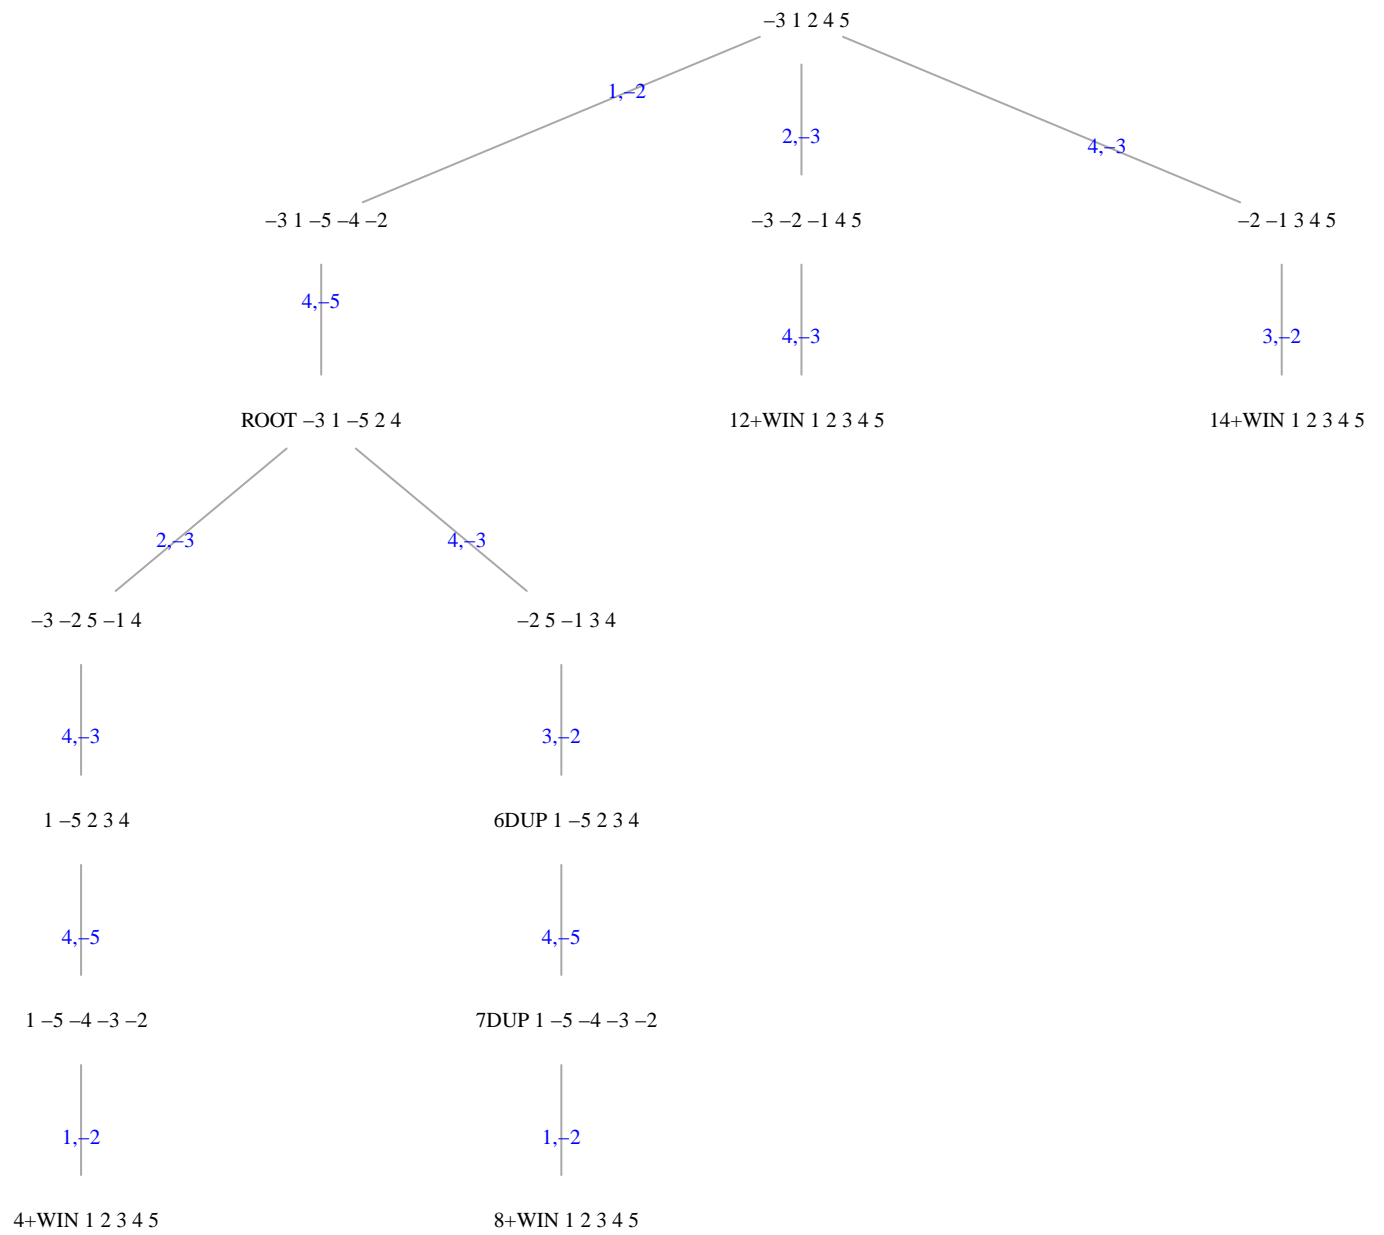 −3 1 2 4 5
1,−2
2,−3
4,−3
−3 1 −5 −4 −2
−3 −2 −1 4 5
−2 −1 3 4 5
4,−5
4,−3
3,−2
ROOT −3 1 −5 2 4
12+WIN 1 2 3 4 5
14+WIN 1 2 3 4 5
2,−3
4,−3
−3 −2 5 −1 4
−2 5 −1 3 4
4,−3
3,−2
1 −5 2 3 4
6DUP 1 −5 2 3 4
4,−5
4,−5
1 −5 −4 −3 −2
7DUP 1 −5 −4 −3 −2
1,−2
1,−2
4+WIN 1 2 3 4 5
8+WIN 1 2 3 4 5